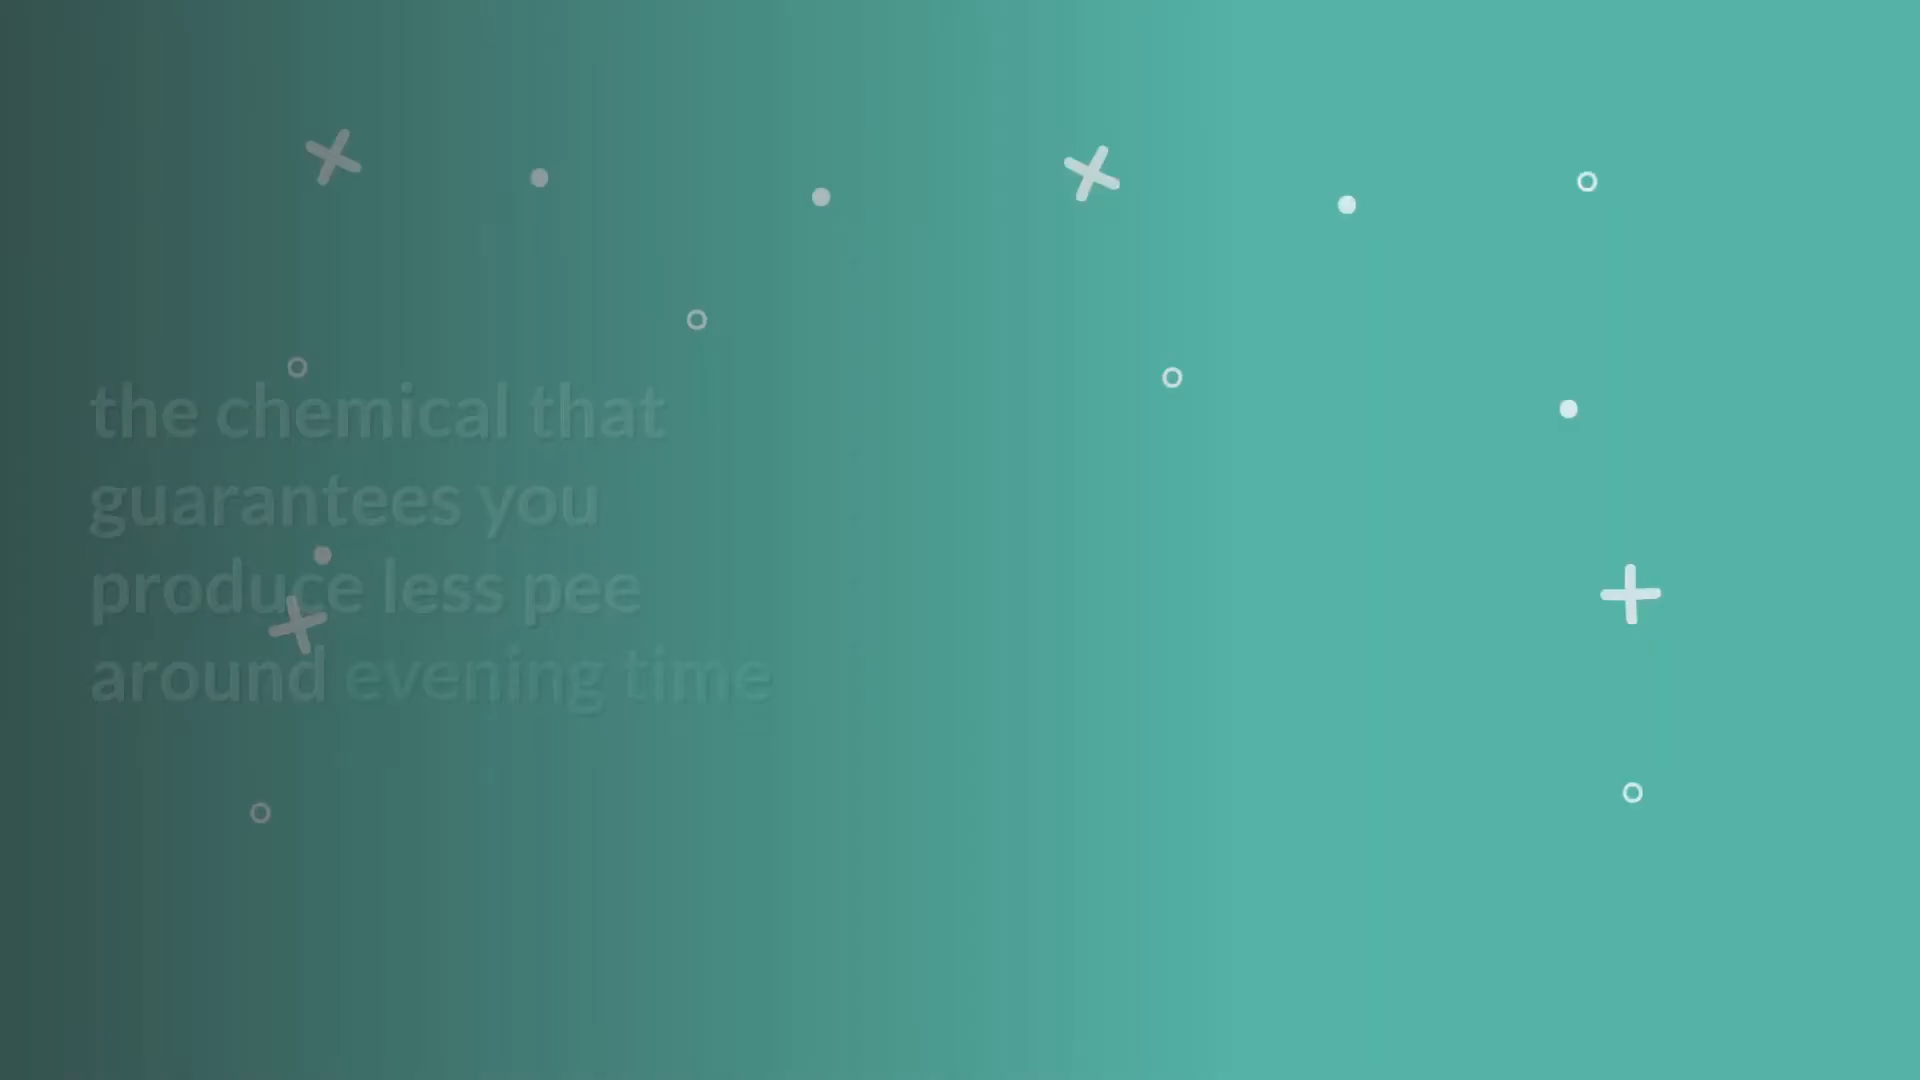 the chemical that
guarantees you
produce less pee
around evening time